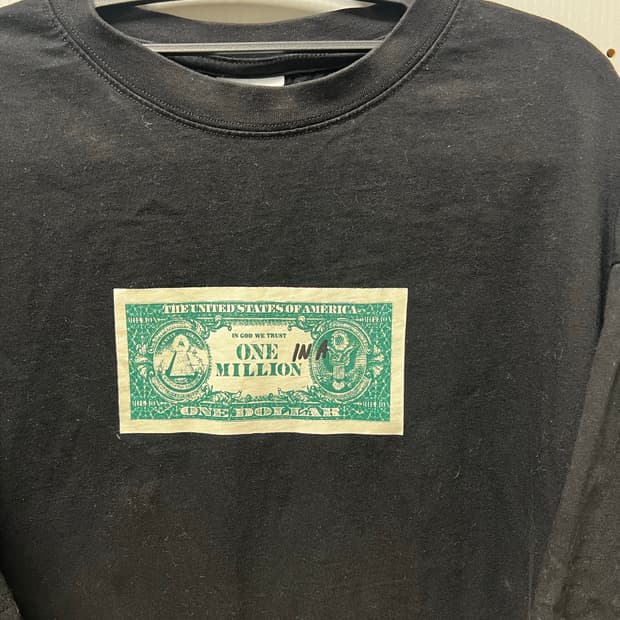 THE UNITED STATES OF AMERICA
IN GOD WE TRUST
ONE IN A
MILLION
ONE DOLLAR